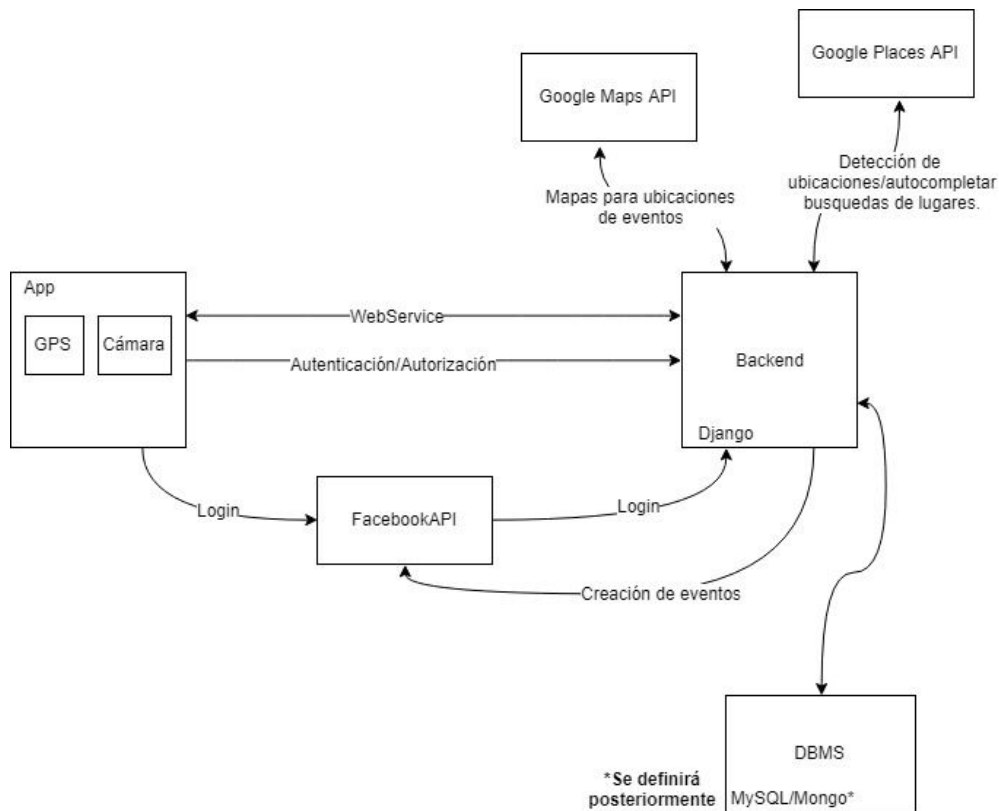 Google Places API
Google Maps API
Detección de
ubicaciones/autocompletar
busquedas de lugares.
Mapas para ubicaciones
de eventos
App
GPS
Cámara
WebService
Autenticación/Autorización
Backend
Django
Login
FacebookAPI
Login
Creación de eventos
DBMS
*Se definirá
posteriormente
MySQL/Mongo*